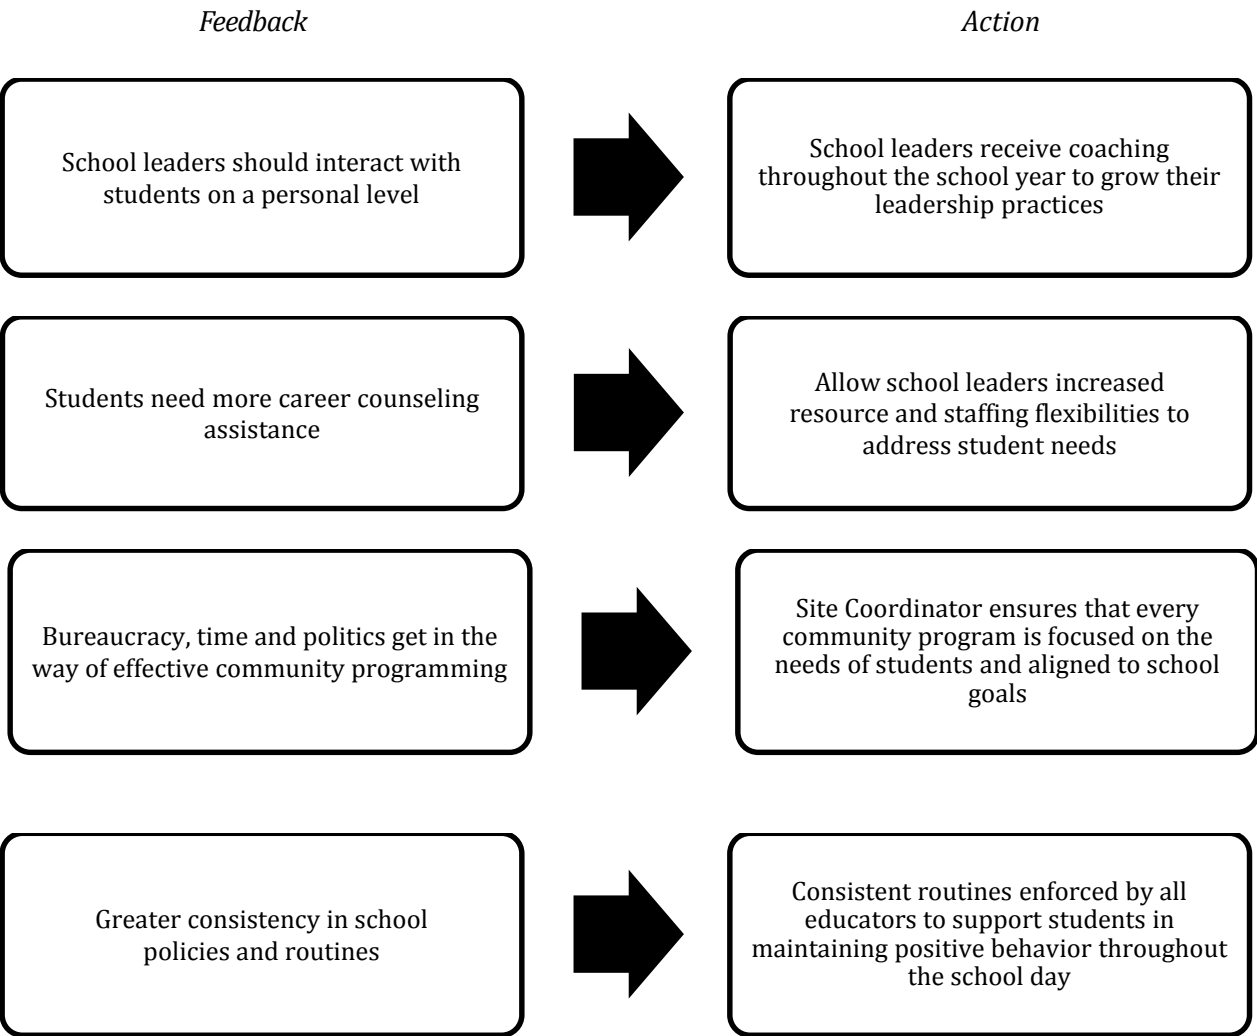 Feedback
Action
School leaders should interact with
students on a personal level
School leaders receive coaching
throughout the school year to grow their
leadership practices
Students need more career counseling
assistance
Allow school leaders increased
resource and staffing flexibilities to
address student needs
Bureaucracy, time and politics get in the
way of effective community programming
Site Coordinator ensures that every
community program is focused on the
needs of students and aligned to school
goals
Greater consistency in school
policies and routines
Consistent routines enforced by all
educators to support students in
maintaining positive behavior throughout
the school day